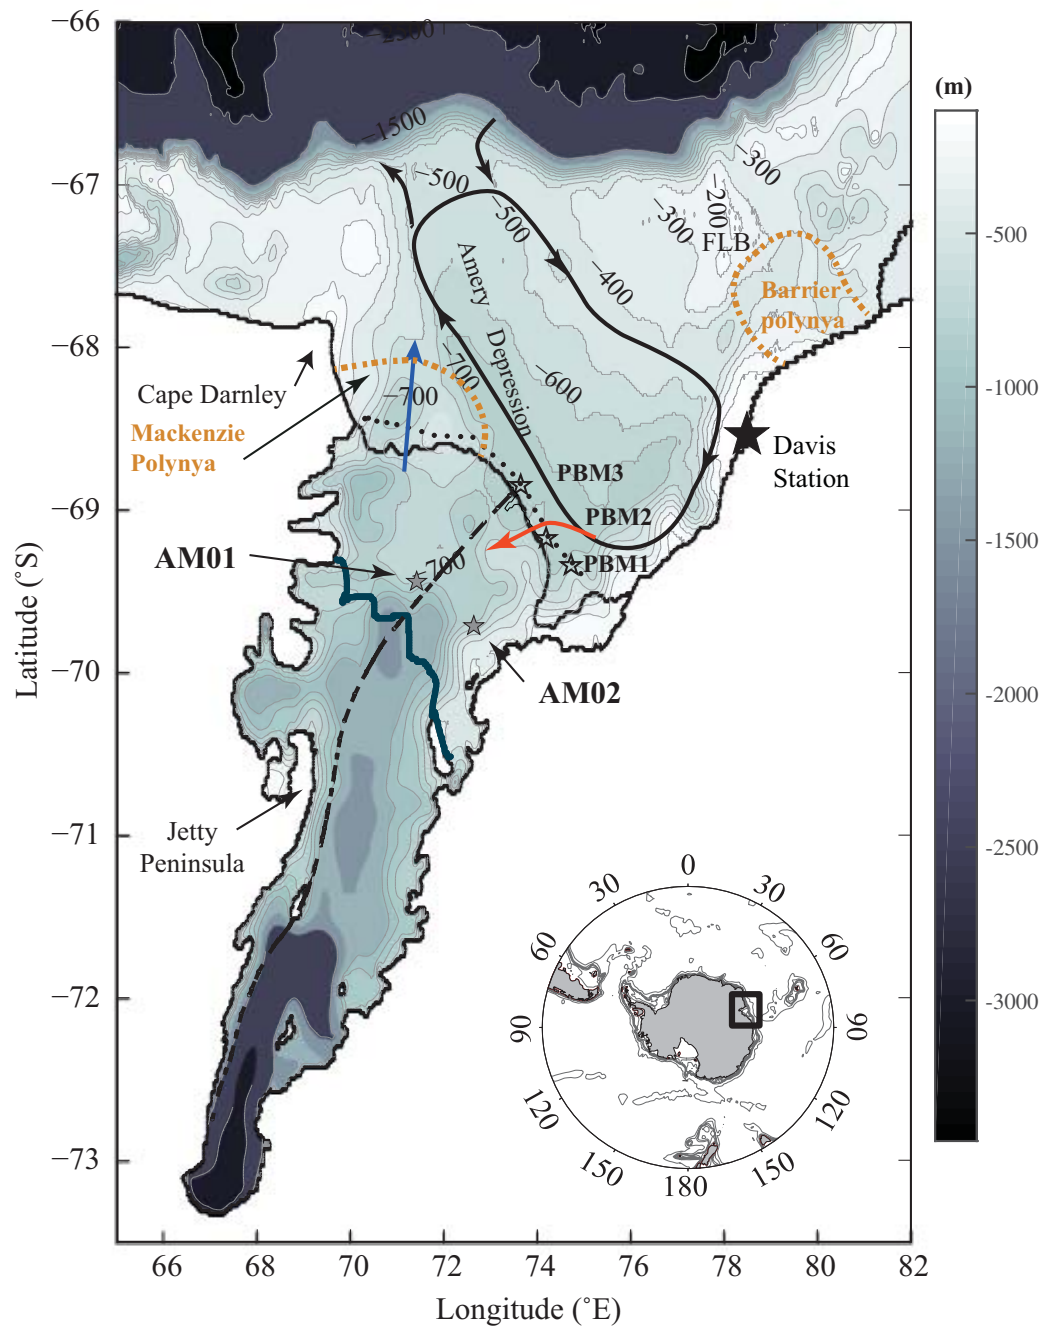 −66
−67
−68
−69
−70
−71
−72
−73
Latitude (˚S)
66
68
70
72
74
76
78
80
82
Longitude (˚E)
(m)
-500
-1000
-1500
-2000
-2500
-3000
−2500
−1500
−500
−500
−300
−200
−300
FLB
−400
Amery
Depression
−600
−700
−700
−700
Barrier
polynya
Cape Darnley
Mackenzie
Polynya
PBM3
PBM2
PBM1
Davis
Station
AM01
AM02
Jetty
Peninsula
0
30
30
60
60
90
90
120
120
150
150
180